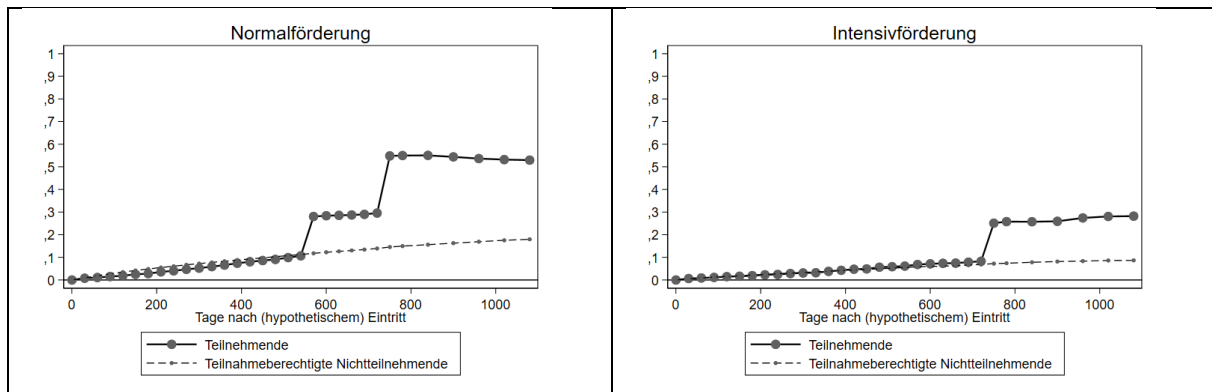 Normalförderung
1
,9
,8
,7
,6
,5
,4
,3
,2
,1
0
0 200 400 600 800 1000
Tage nach (hypothetischem) Eintritt
Teilnehmende
Teilnahmeberechtigte Nichtteilnehmende
Intensivförderung
1
,9
,8
,7
,6
,5
,4
,3
,2
,1
0
0 200 400 600 800 1000
Tage nach (hypothetischem) Eintritt
Teilnehmende
Teilnahmeberechtigte Nichtteilnehmende